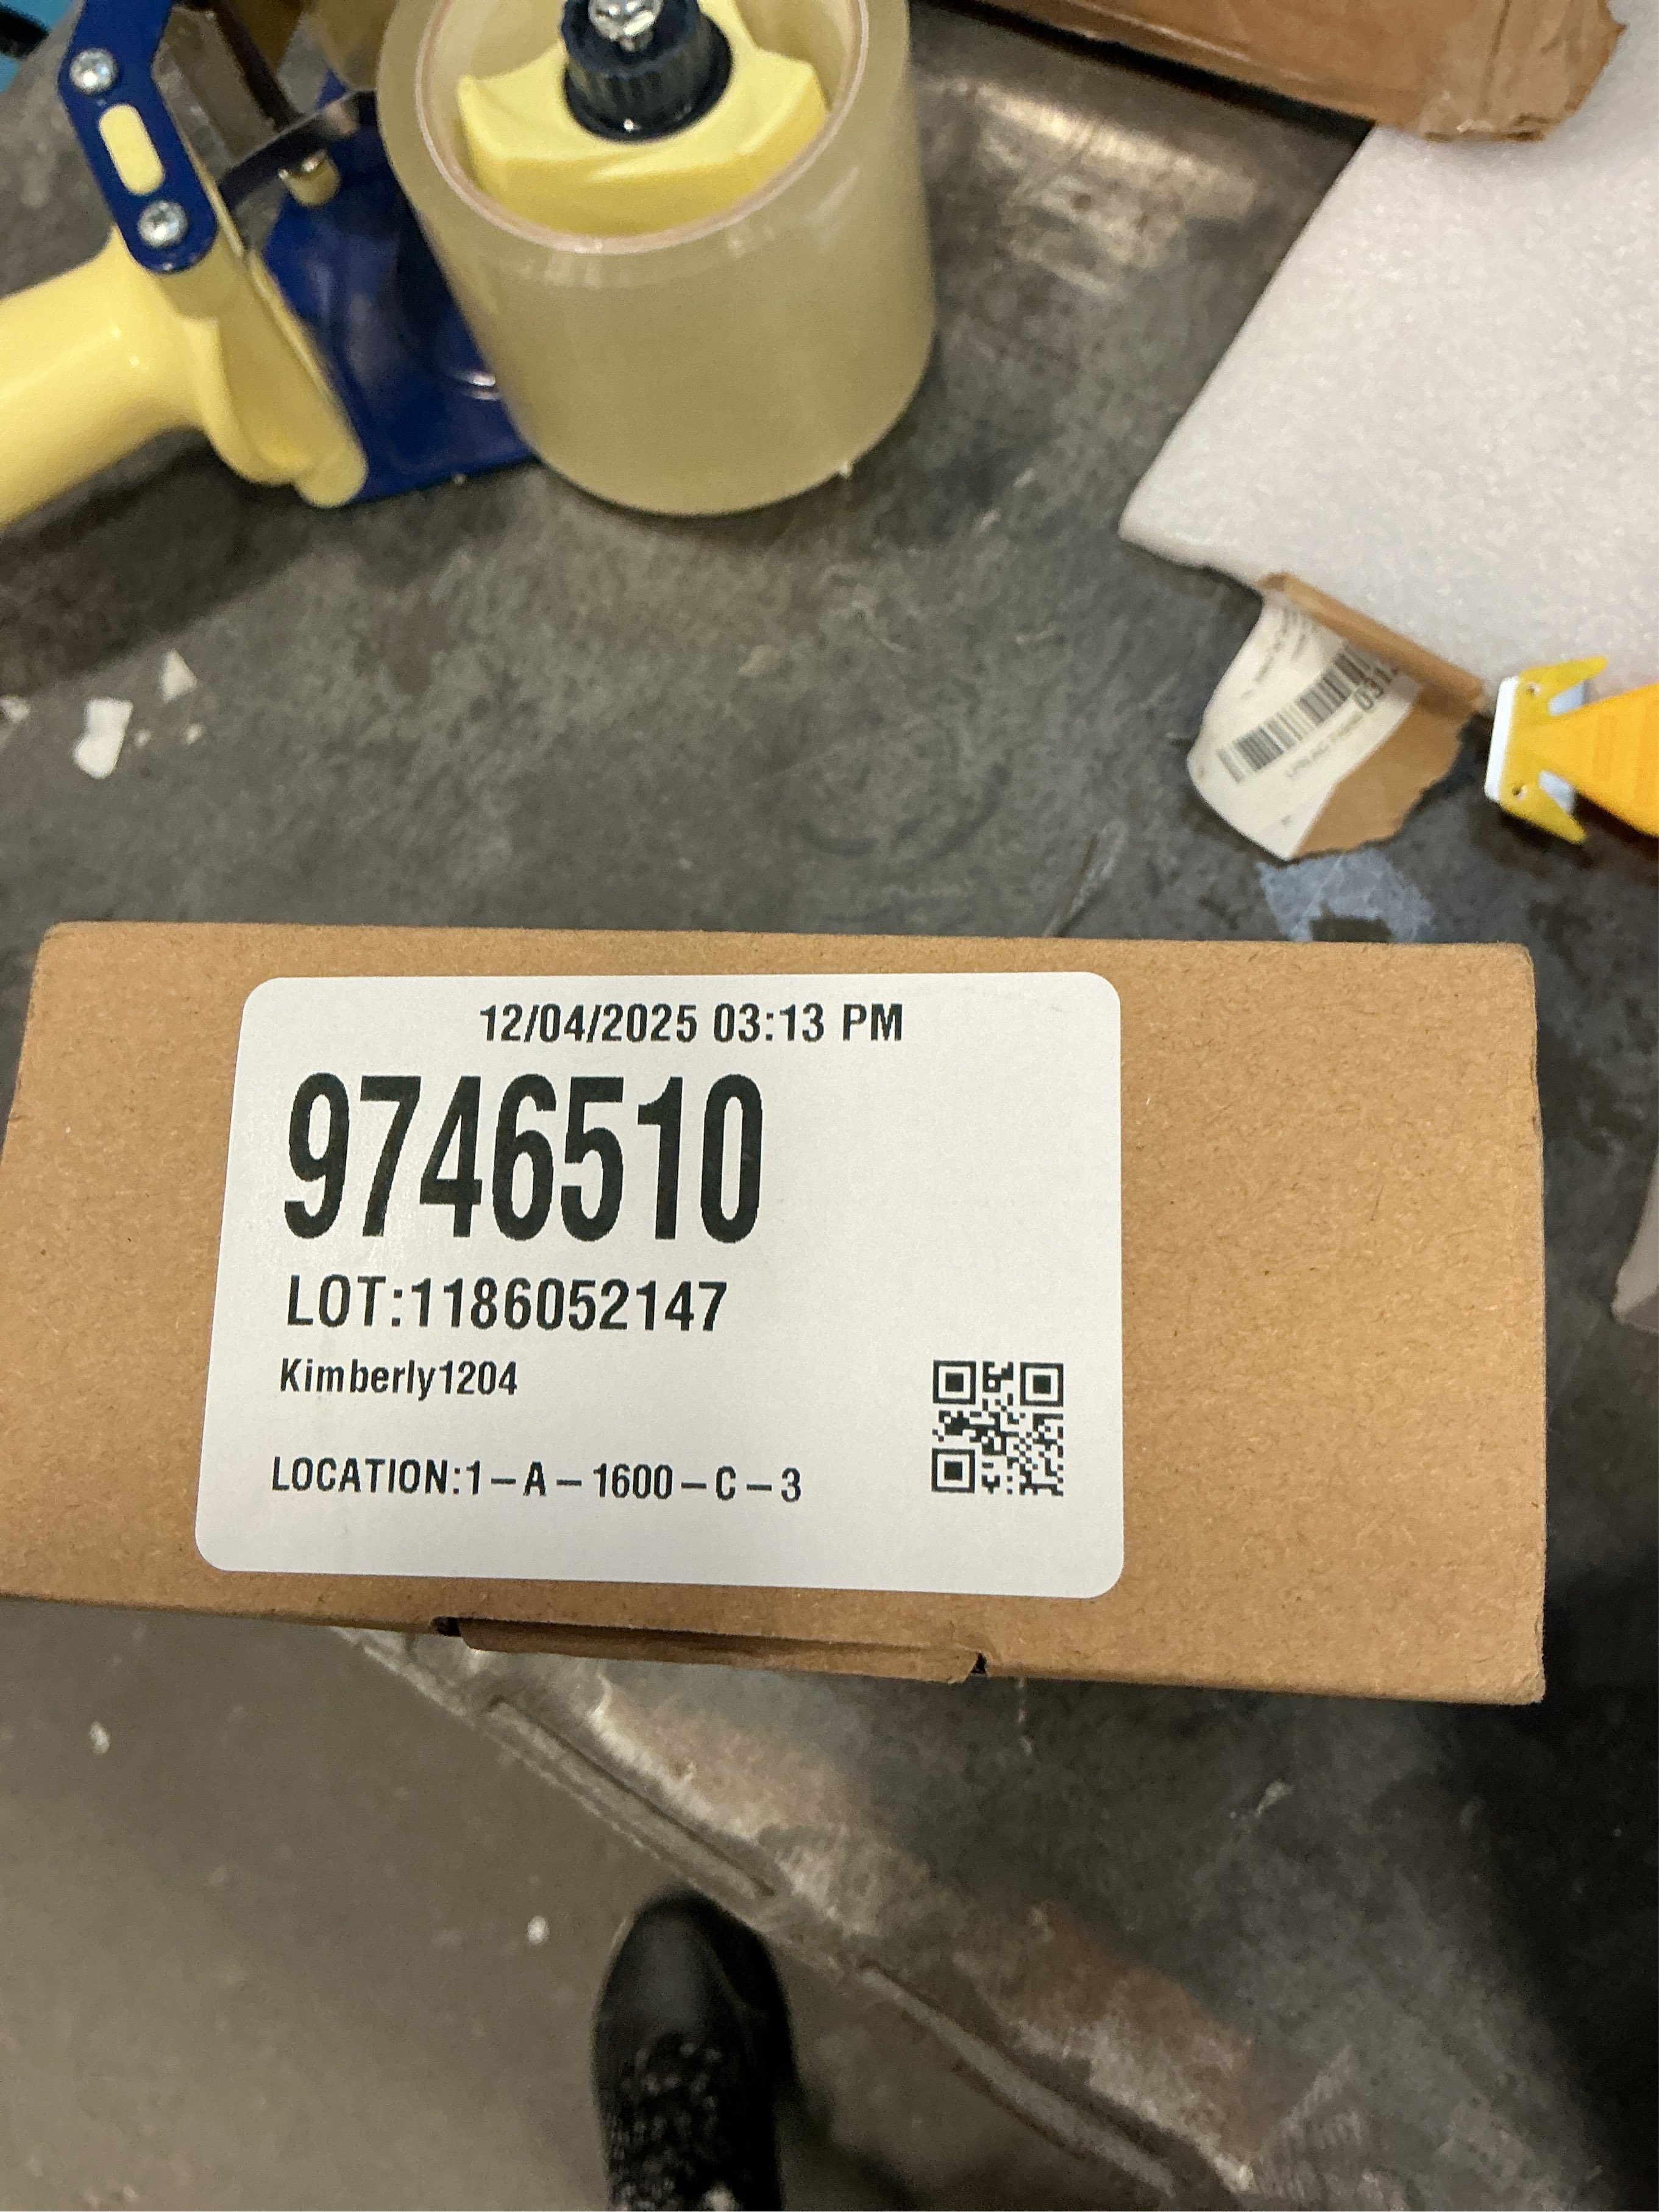 12/04/2025 03:13 PM
9746510
LOT:1186052147
Kimberly1204
LOCATION:1-A-1600-C-3